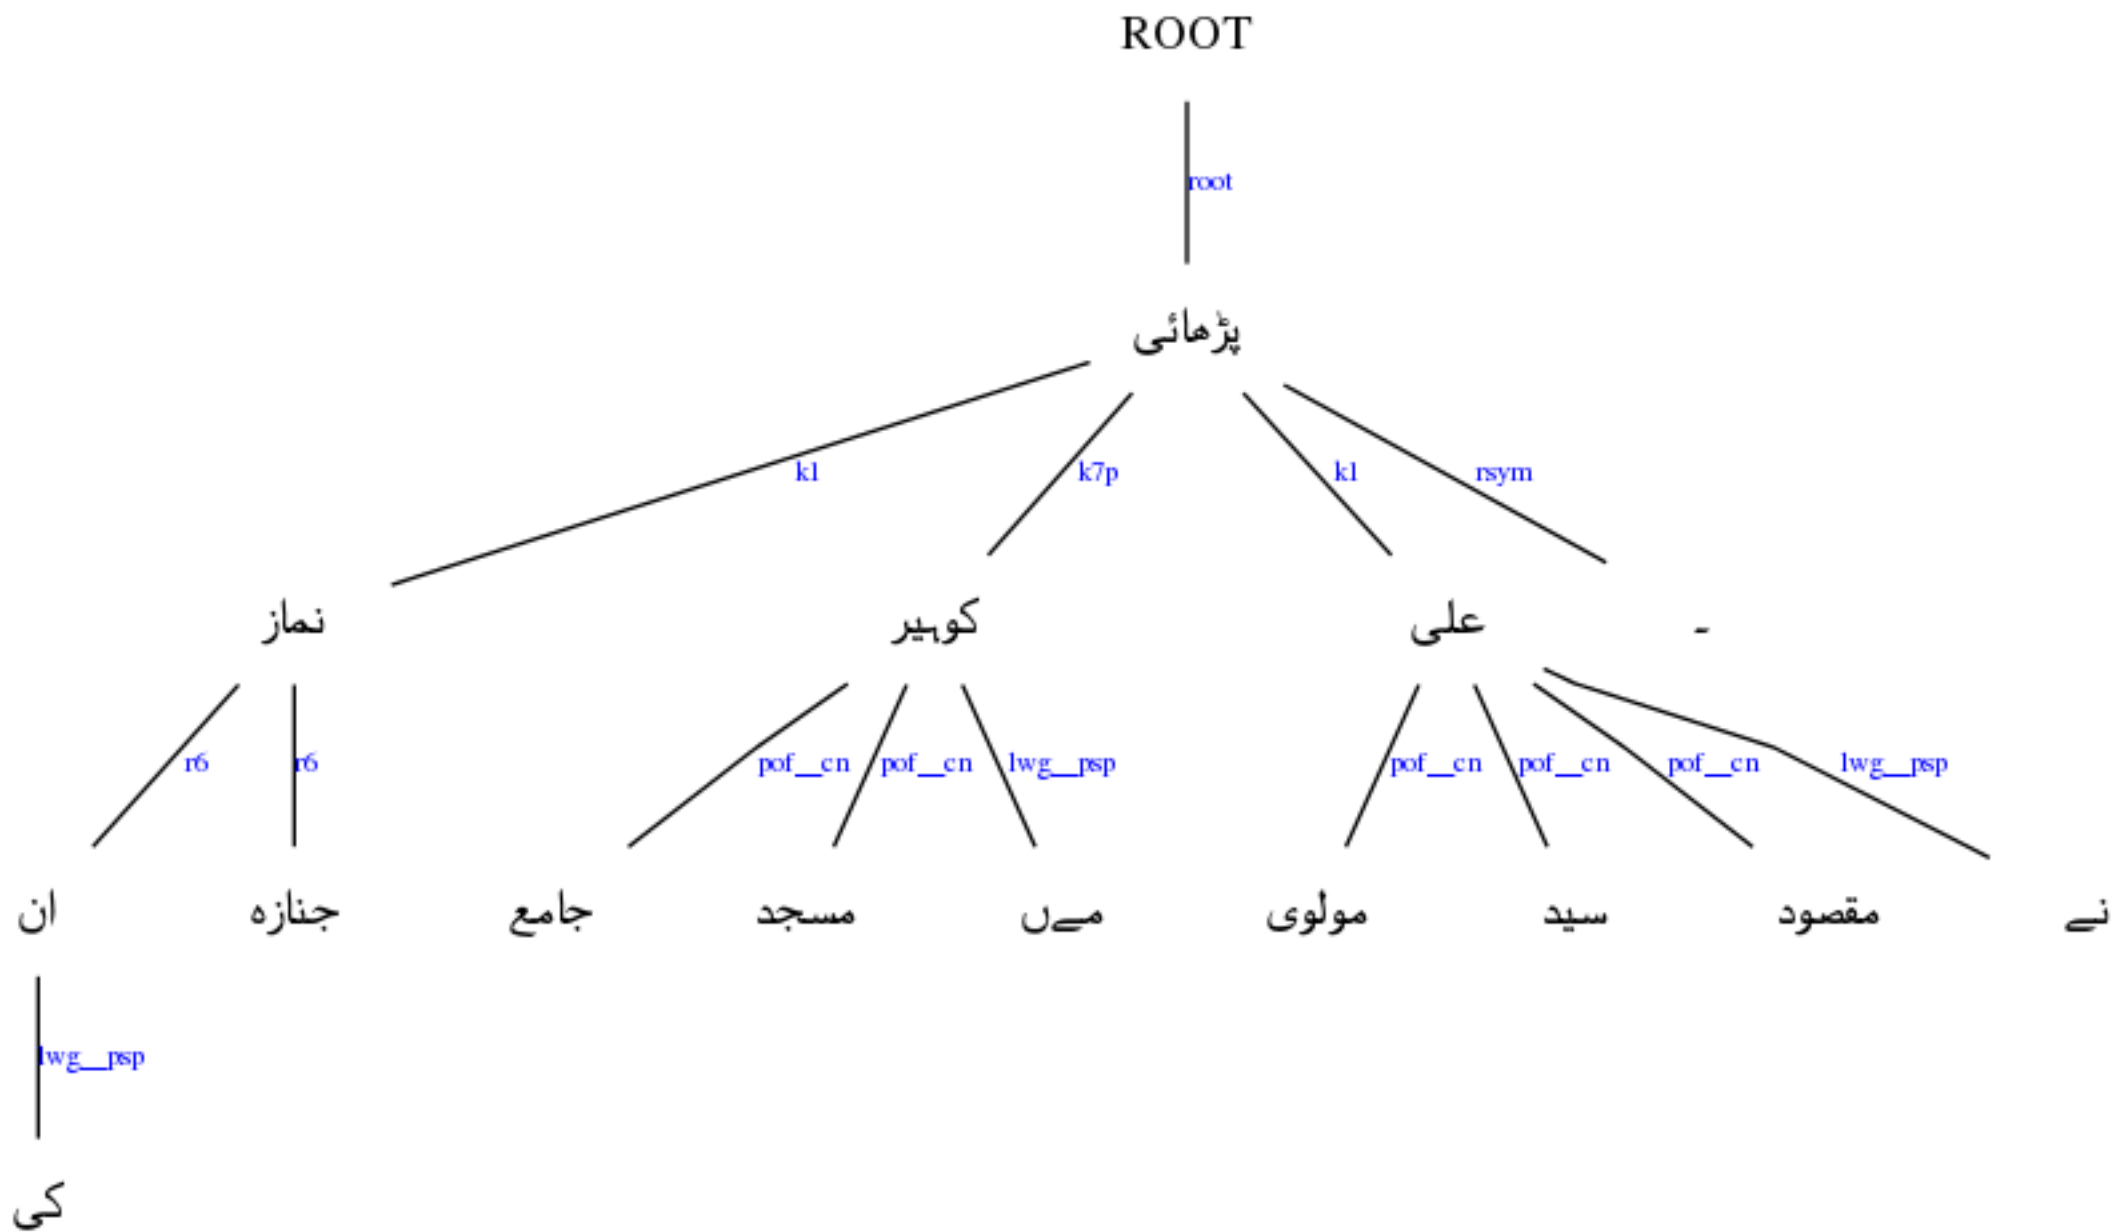 ROOT
root
پڑھائی
k1 k7p k1 rsym
نماز کوہیر علی ۔
r6 r6 pof__cn pof__cn lwg__psp pof__cn pof__cn pof__cn lwg__psp
ان جنازہ جامع مسجد مےں مولوی سید مقصود نے
lwg__psp
کی